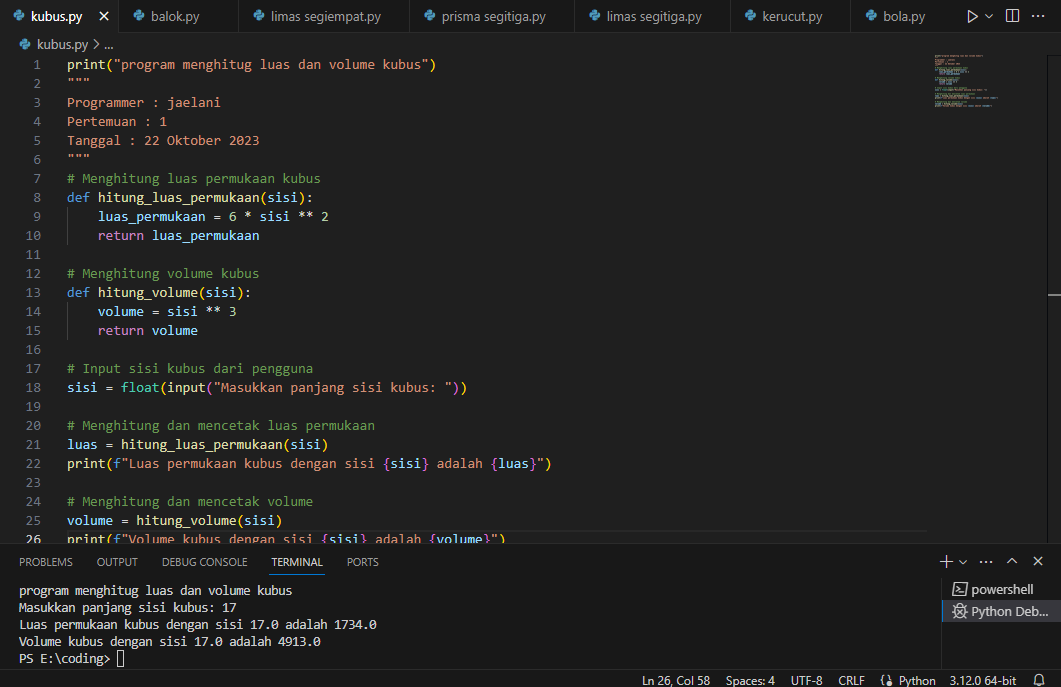 kubus.py balok.py limas segiempat.py prisma segitiga.py limas segitiga.py kerucut.py bola.py
kubus.py > ...
1 print("program menghitug luas dan volume kubus")
2 """
3 Programmer : jaelani
4 Pertemuan : 1
5 Tanggal : 22 Oktober 2023
6 """
7 # Menghitung luas permukaan kubus
8 def hitung_luas_permukaan(sisi):
9     luas_permukaan = 6 * sisi ** 2
10     return luas_permukaan
11
12 # Menghitung volume kubus
13 def hitung_volume(sisi):
14     volume = sisi ** 3
15     return volume
16
17 # Input sisi kubus dari pengguna
18 sisi = float(input("Masukkan panjang sisi kubus: "))
19
20 # Menghitung dan mencetak luas permukaan
21 luas = hitung_luas_permukaan(sisi)
22 print(f"Luas permukaan kubus dengan sisi {sisi} adalah {luas}")
23
24 # Menghitung dan mencetak volume
25 volume = hitung_volume(sisi)
26 print(f"Volume kubus dengan sisi {sisi} adalah {volume}")
PROBLEMS OUTPUT DEBUG CONSOLE TERMINAL PORTS
program menghitug luas dan volume kubus
Masukkan panjang sisi kubus: 17
Luas permukaan kubus dengan sisi 17.0 adalah 1734.0
Volume kubus dengan sisi 17.0 adalah 4913.0
PS E:\coding>
powershell
Python Deb...
Ln 26, Col 58 Spaces: 4 UTF-8 CRLF Python 3.12.0 64-bit